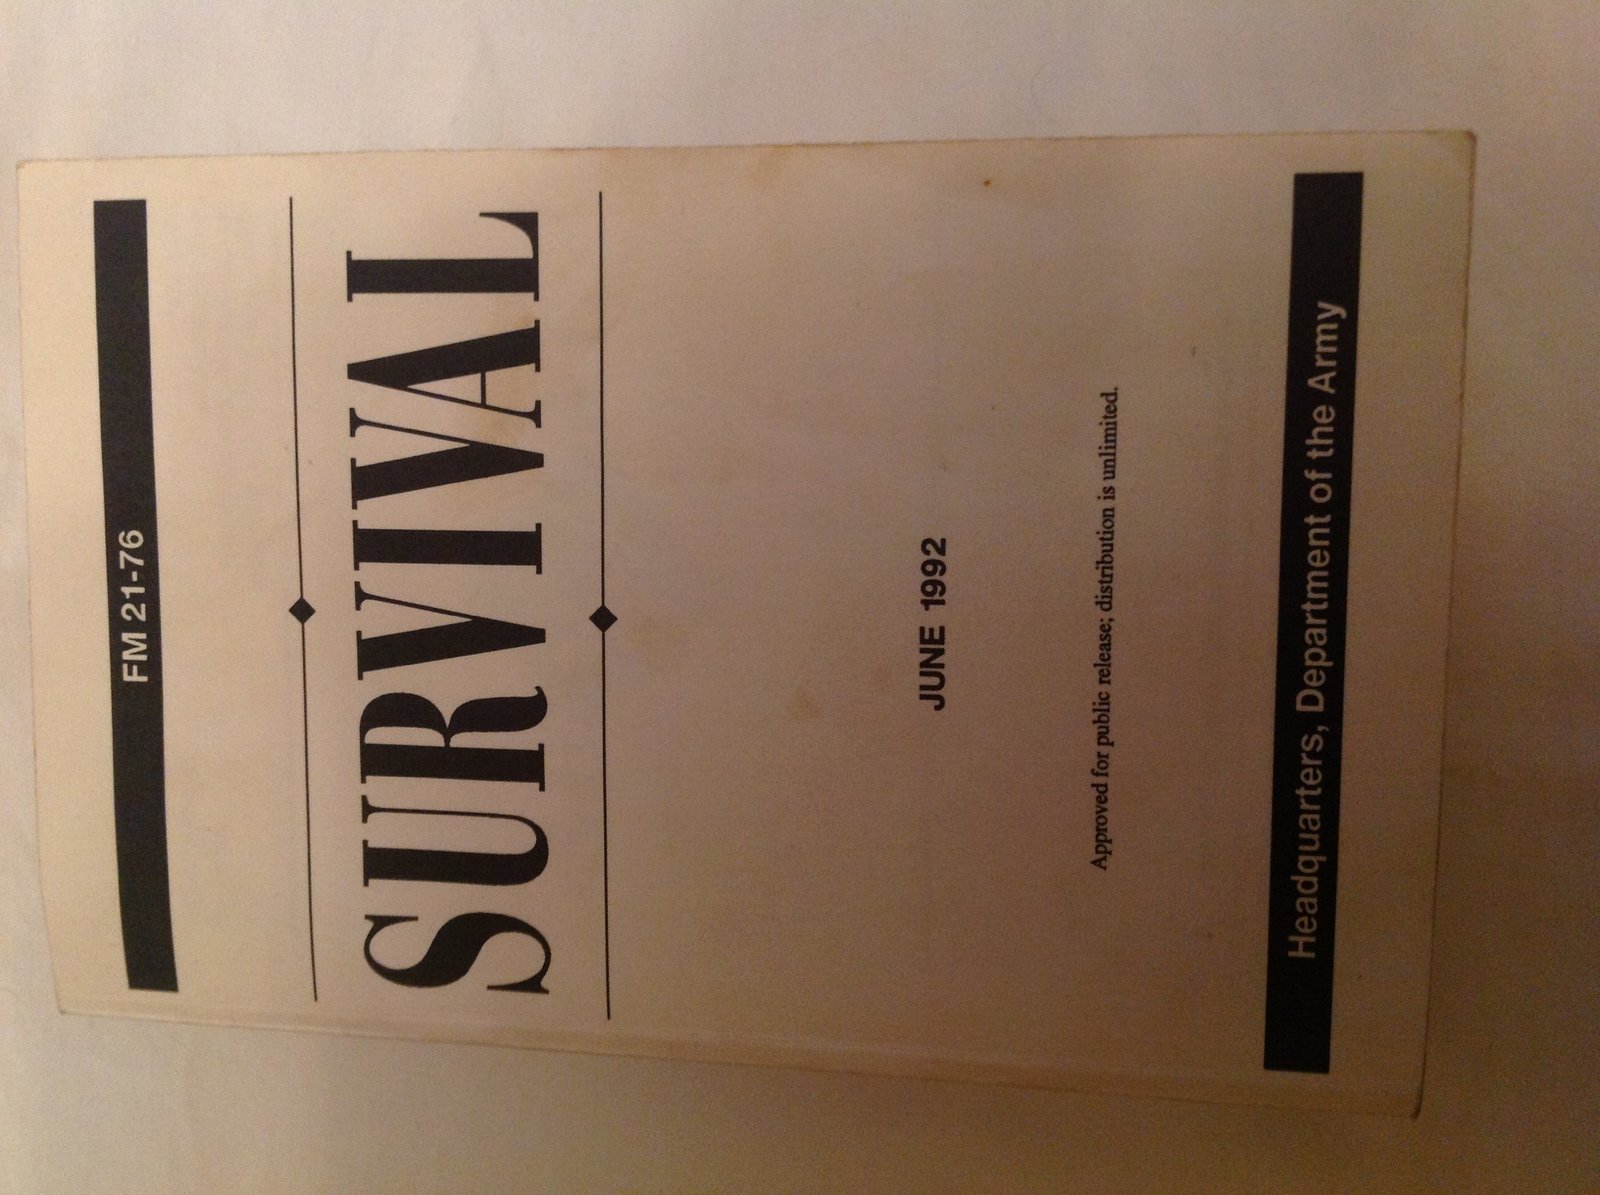 FM 21-76
SURVIVAL
JUNE 1992
Approved for public release; distribution is unlimited.
Headquarters, Department of the Army